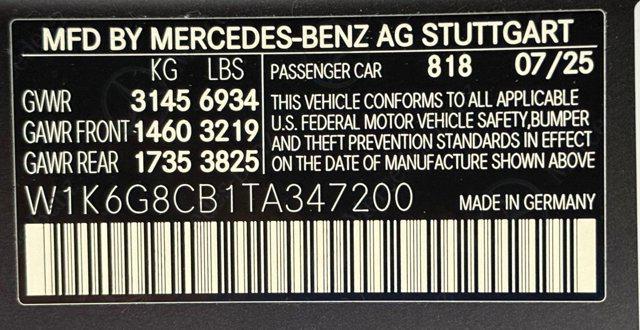 MFD BY MERCEDES-BENZ AG STUTTGART
KG LBS
GVWR 3145 6934
GAWR FRONT 1460 3219
GAWR REAR 1735 3825
PASSENGER CAR 818 07/25
THIS VEHICLE CONFORMS TO ALL APPLICABLE
U.S. FEDERAL MOTOR VEHICLE SAFETY,BUMPER
AND THEFT PREVENTION STANDARDS IN EFFECT
ON THE DATE OF MANUFACTURE SHOWN ABOVE
W1K6G8CB1TA347200 MADE IN GERMANY